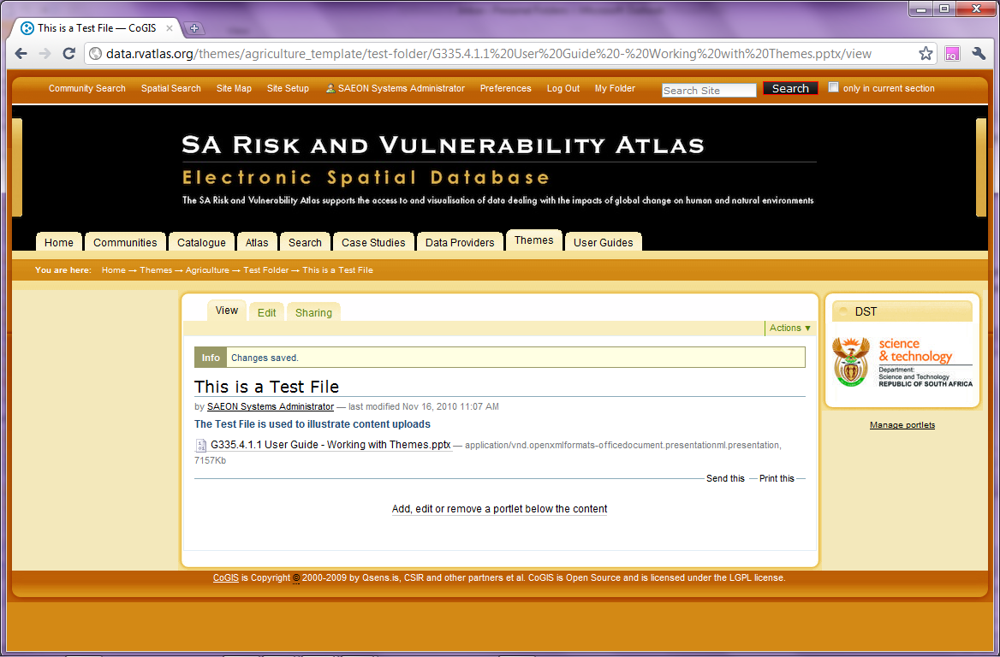 This is a Test File — CoGIS
data.rvatlas.org/themes/agriculture_template/test-folder/G335.4.1.1%20User%20Guide%20-%20Working%20with%20Themes.pptx/view
FQ
Community Search Spatial Search Site Map Site Setup SAEON Systems Administrator Preferences Log Out My Folder Search Site Search only in current section
SA Risk and Vulnerability Atlas
Electronic Spatial Database
The SA Risk and Vulnerability Atlas supports the access to and visualisation of data dealing with the impacts of global change on human and natural environments
Home Communities Catalogue Atlas Search Case Studies Data Providers Themes User Guides
You are here: Home → Themes → Agriculture → Test Folder → This is a Test File
View Edit Sharing
Actions ▼
Info Changes saved.
This is a Test File
by SAEON Systems Administrator — last modified Nov 16, 2010 11:07 AM
The Test File is used to illustrate content uploads
G335.4.1.1 User Guide - Working with Themes.pptx — application/vnd.openxmlformats-officedocument.presentationml.presentation,
7157Kb
Send this — Print this —
Add, edit or remove a portlet below the content
DST
science
& technology
Department:
Science and Technology
REPUBLIC OF SOUTH AFRICA
Manage portlets
CoGIS is Copyright © 2000-2009 by Qsens.is, CSIR and other partners et al. CoGIS is Open Source and is licensed under the LGPL license.